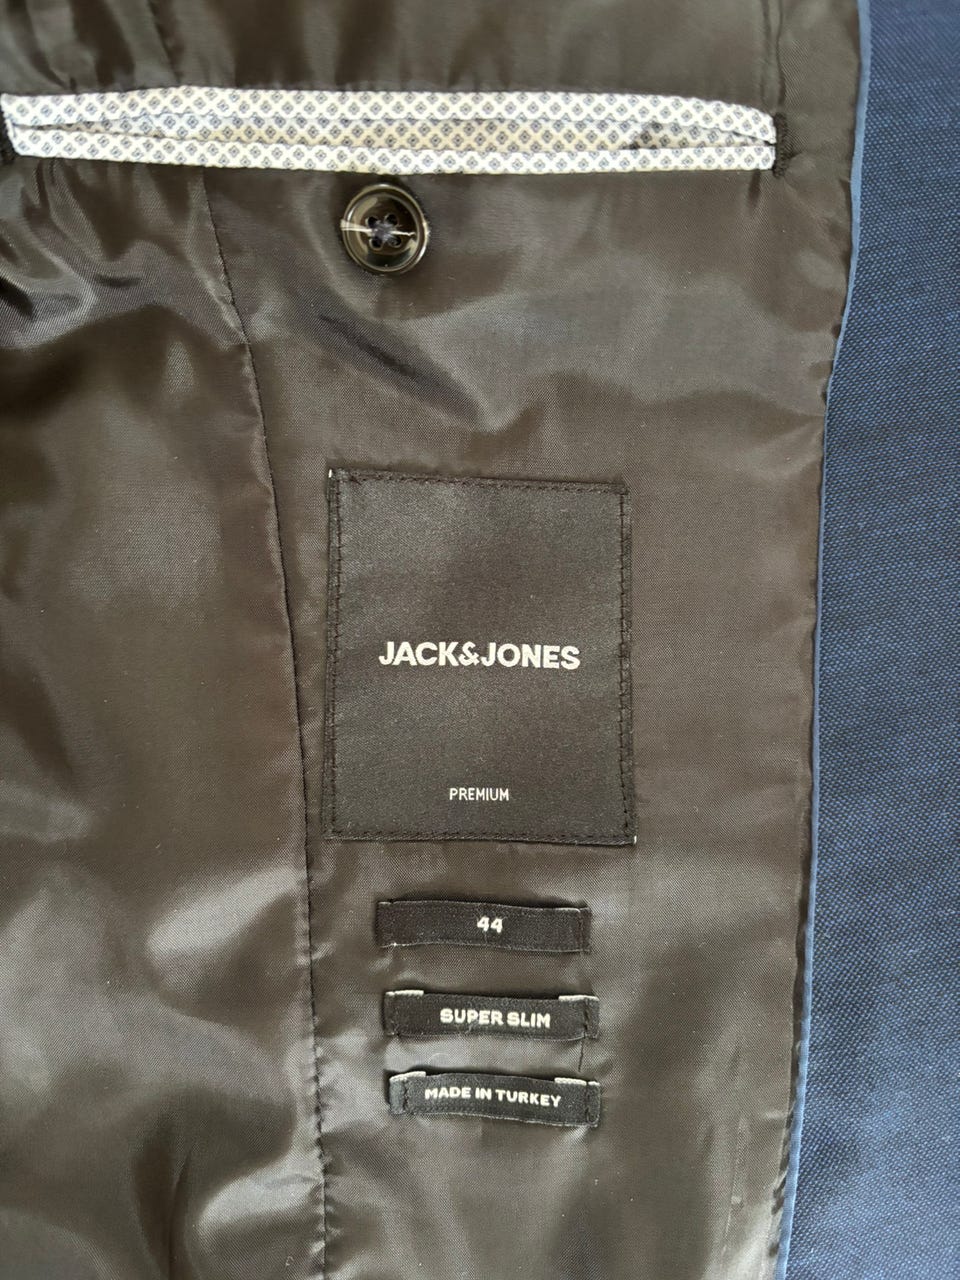 JACK&JONES
PREMIUM
44
SUPER SLIM
MADE IN TURKEY